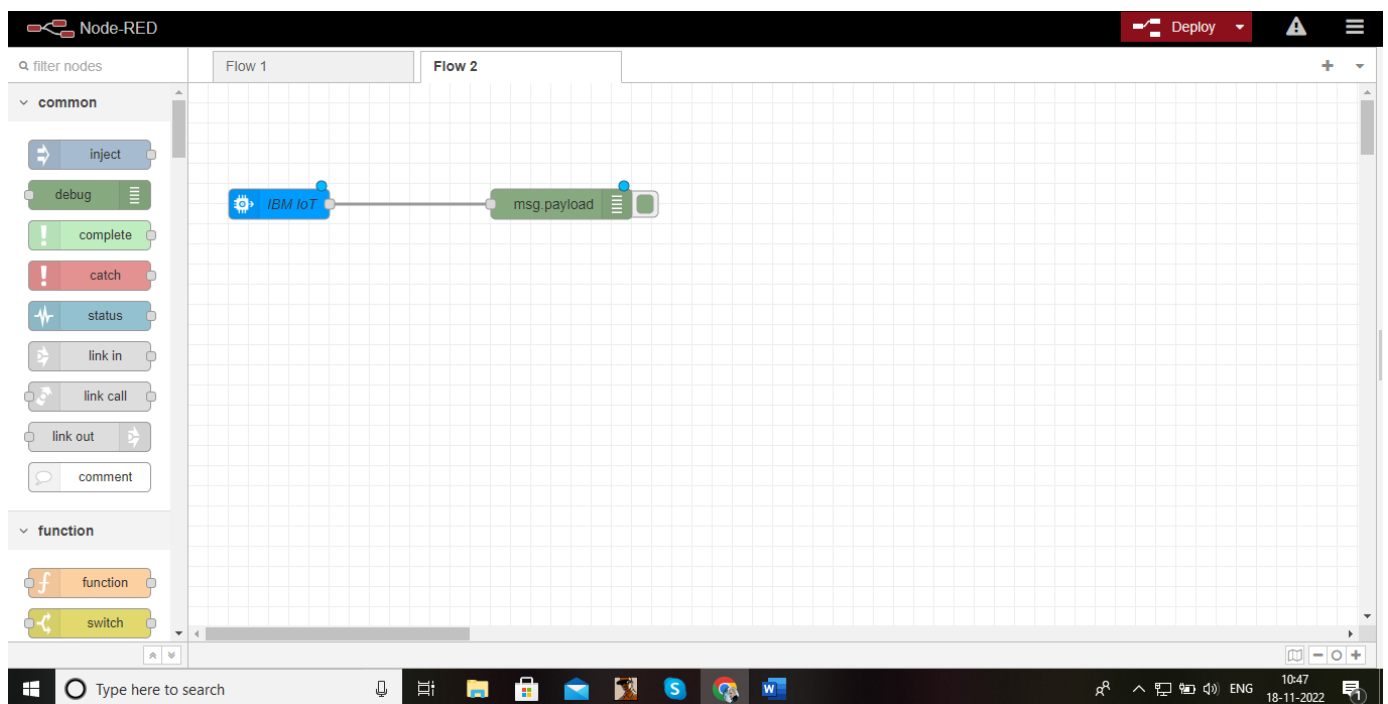 Node-RED
Deploy
filter nodes
Flow 1
Flow 2
common
inject
debug
complete
catch
status
link in
link call
link out
comment
function
function
switch
IBM IoT
msg.payload
Type here to search
ENG
10:47
18-11-2022